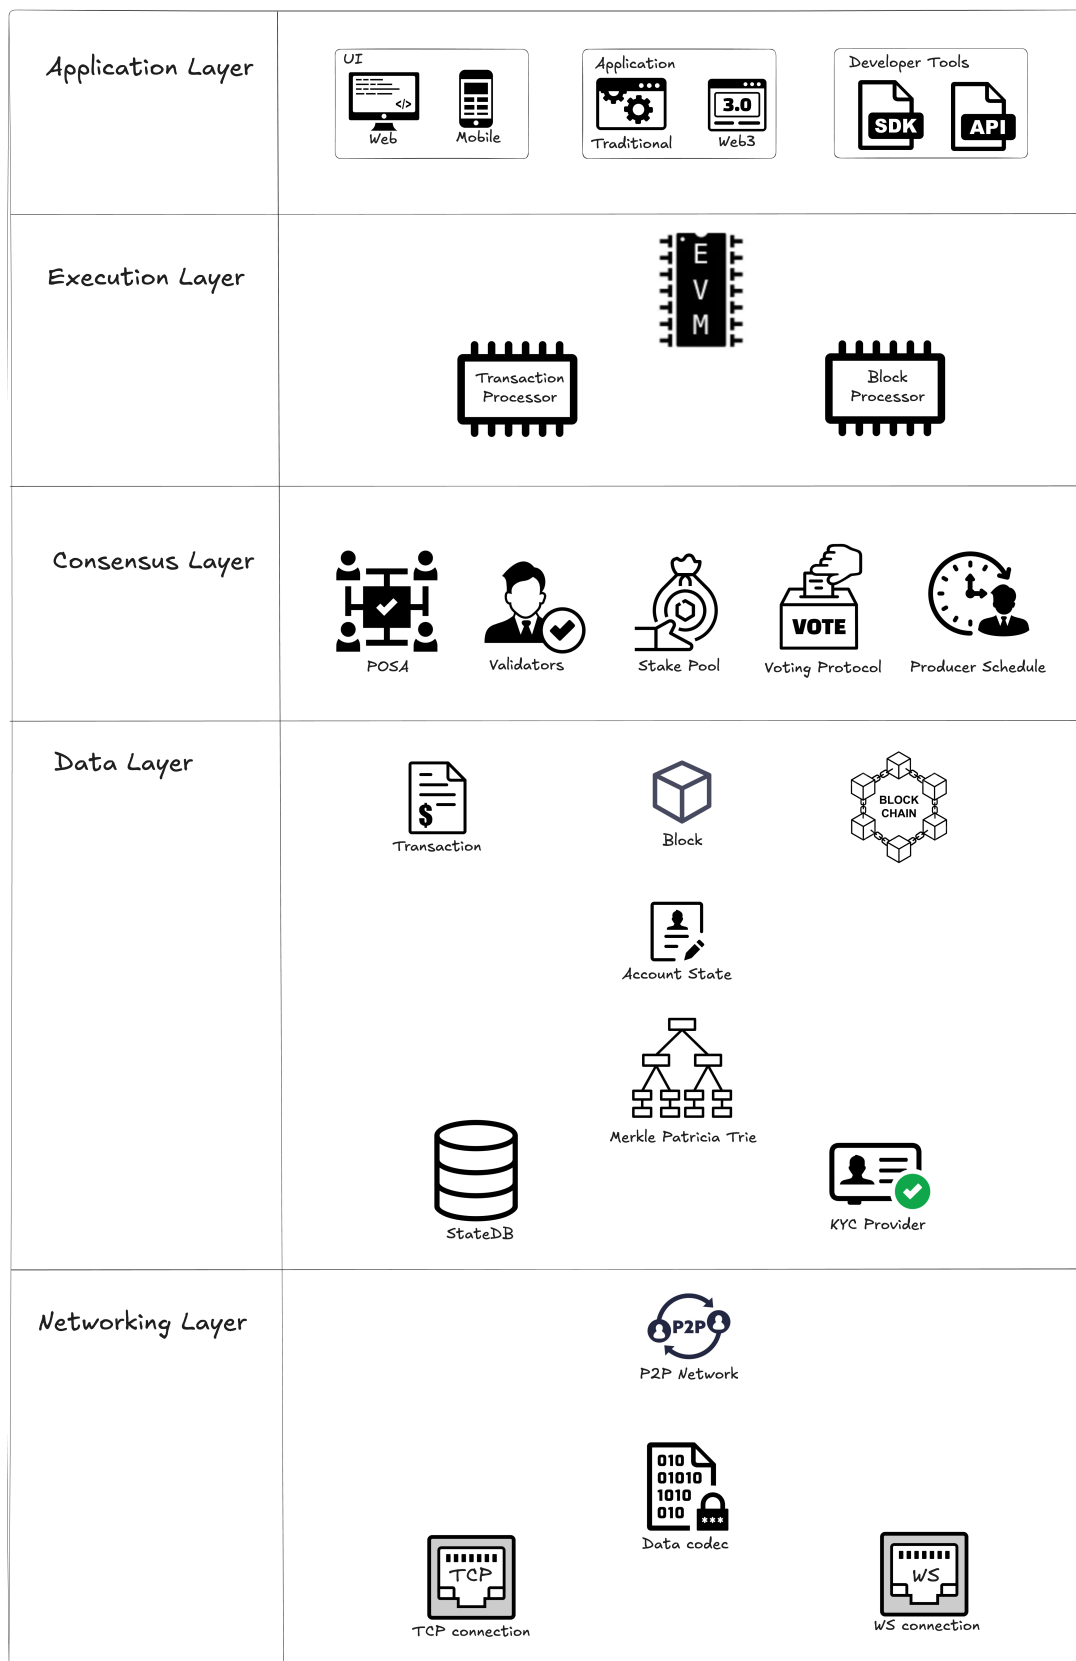 Application Layer
UI
</>
Web
Mobile
Application
3.0
Traditional
Web3
Developer Tools
SDK
API
Execution Layer
E
V
M
Transaction
Processor
Block
Processor
Consensus Layer
POSA
Validators
Stake Pool
VOTE
Voting Protocol
Producer Schedule
Data Layer
$
Transaction
Block
BLOCK
CHAIN
Account State
Merkle Patricia Trie
StateDB
KYC Provider
Networking Layer
P2P
P2P Network
010
01010
1010
010
***
Data codec
TCP
TCP connection
WS
WS connection